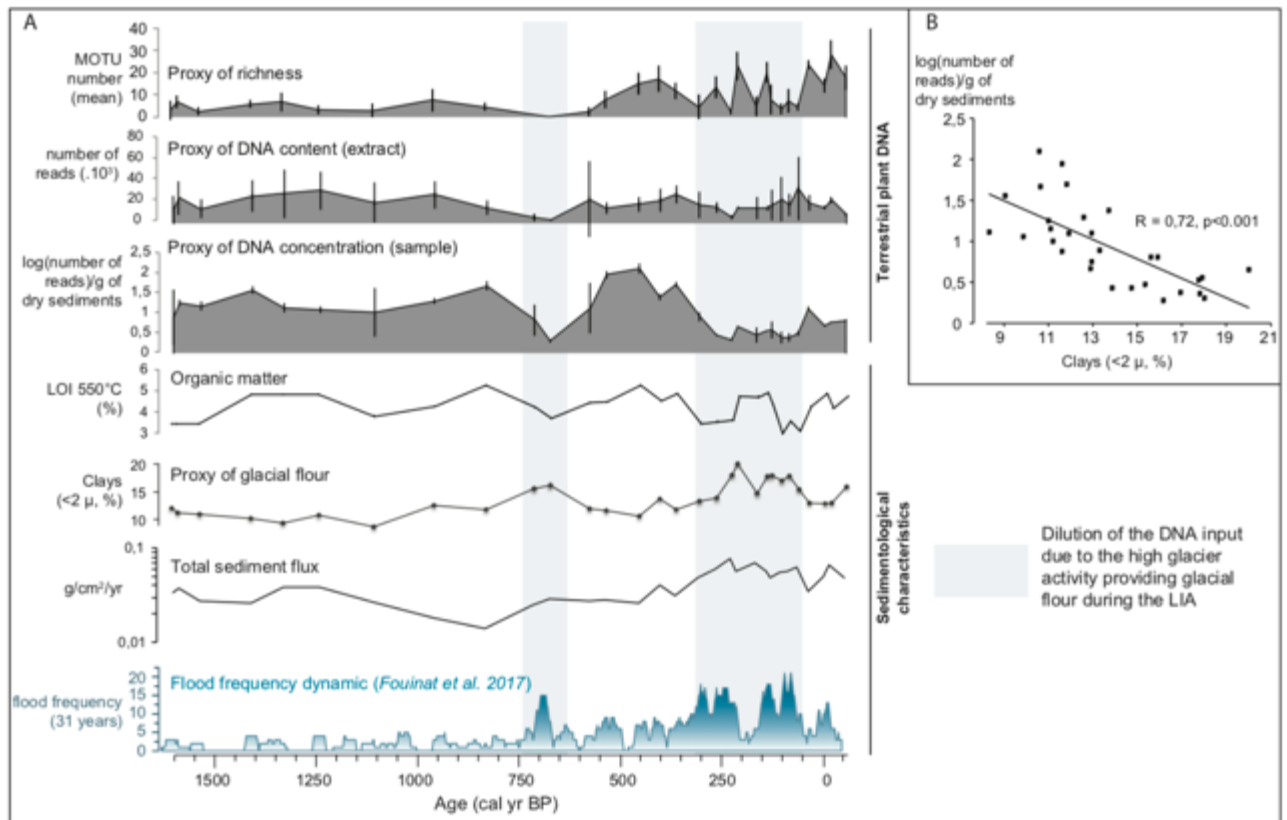 A
MOTU
number
(mean)
40
30
20
10
0
Proxy of richness
number of
reads (.10³)
80
60
40
20
0
Proxy of DNA content (extract)
log(number of
reads)/g of
dry sediments
2,5
2
1,5
1
0,5
0
Proxy of DNA concentration (sample)
Terrestrial plant DNA
LOI 550°C
(%)
6
5
4
3
Organic matter
Clays
(<2 µ, %)
20
15
10
Proxy of glacial flour
g/cm²/yr
0,1
0,01
Total sediment flux
Sedimentological
characteristics
flood frequency
(31 years)
20
15
10
5
0
Flood frequency dynamic (Fouinat et al. 2017)
1500 1250 1000 750 500 250 0
Age (cal yr BP)
B
log(number of
reads)/g of
dry sediments
2,5
2
1,5
1
0,5
0
R = 0,72, p<0.001
9 11 13 15 17 19 21
Clays (<2 µ, %)
Dilution of the DNA input
due to the high glacier
activity providing glacial
flour during the LIA